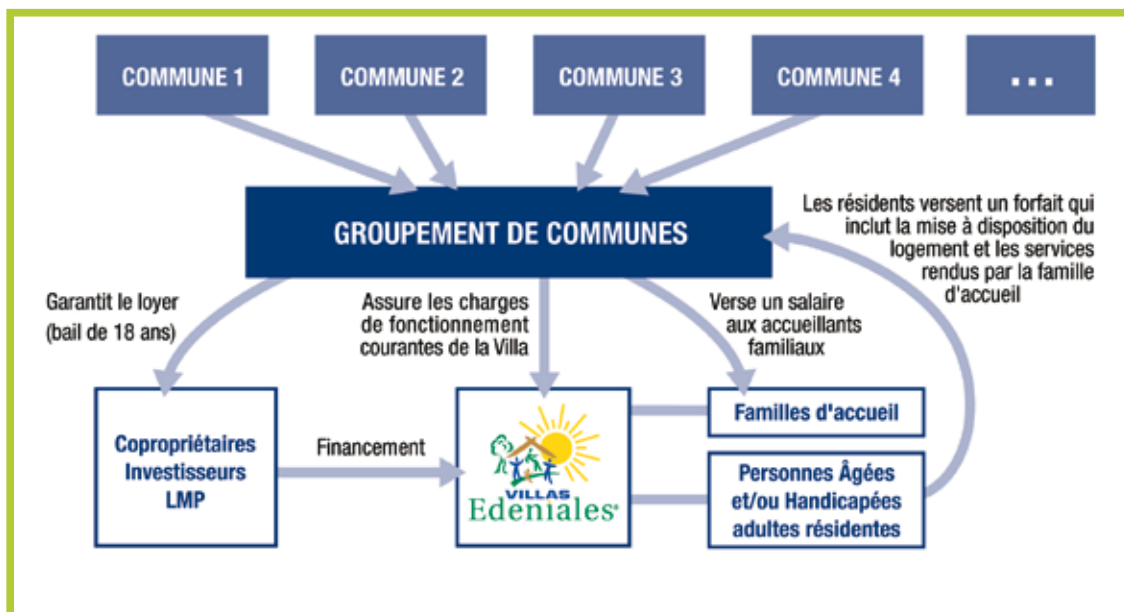 COMMUNE 1
COMMUNE 2
COMMUNE 3
COMMUNE 4
...
GROUPEMENT DE COMMUNES
Les résidents versent un forfait qui
inclut la mise à disposition du
logement et les services
rendus par la famille
d'accueil
Garantit le loyer
(bail de 18 ans)
Assure les charges
de fonctionnement
courantes de la Villa
Verse un salaire
aux accueillants
familiaux
Copropriétaires
Investisseurs
LMP
Financement
VILLAS
Edeniales®
Familles d'accueil
Personnes Âgées
et/ou Handicapées
adultes résidentes